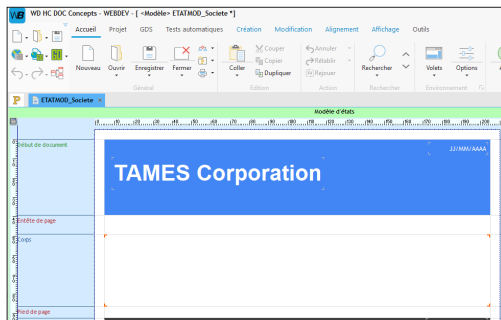 WB WD HC DOC Concepts - WEBDEV - [ <Modèle> ETATMOD_Societe *]
Accueil Projet GDS Tests automatiques Création Modification Alignement Affichage Outils
Nouveau Ouvrir Enregistrer Fermer Coller Couper Copier Dupliquer Annuler Rétablir Rejouer Rechercher Volets Options
Général Edition Action Rechercher Environnement
ETATMOD_Societe ×
Modèle d'états
Début de document
JJ/MM/AAAA
TAMES Corporation
Entête de page
Corps
Pied de page